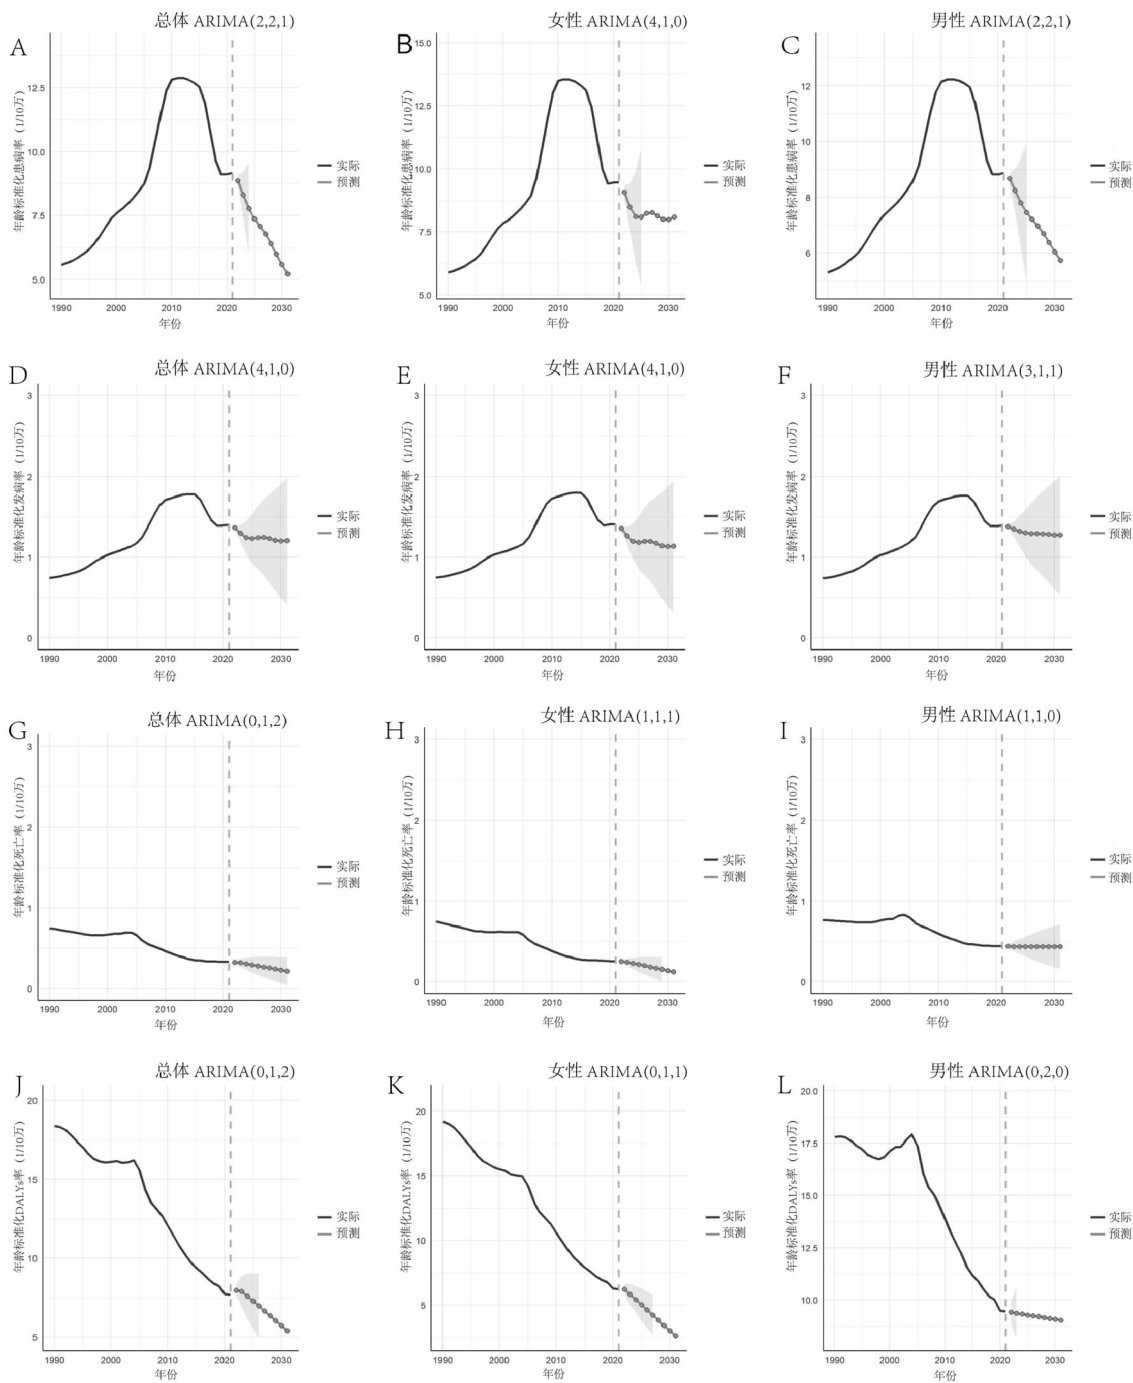 A
总体 ARIMA(2,2,1)
年龄标准化患病率（1/10万）
12.5
10.0
7.5
5.0
1990
2000
2010
2020
2031
年份
实际
预测
B
女性 ARIMA(4,1,0)
年龄标准化患病率（1/10万）
15.0
12.5
10.0
7.5
5.0
1990
2000
2010
2020
2031
年份
实际
预测
C
男性 ARIMA(2,2,1)
年龄标准化患病率（1/10万）
12
10
8
6
1990
2000
2010
2020
2031
年份
实际
预测
D
总体 ARIMA(4,1,0)
年龄标准化发病率（1/10万）
3
2
1
0
1990
2000
2010
2020
2030
年份
实际
预测
E
女性 ARIMA(4,1,0)
年龄标准化发病率（1/10万）
3
2
1
0
1990
2000
2010
2020
2030
年份
实际
预测
F
男性 ARIMA(3,1,1)
年龄标准化发病率（1/10万）
3
2
1
0
1990
2000
2010
2020
2030
年份
实际
预测
G
总体 ARIMA(0,1,2)
年龄标准化死亡率（1/10万）
3
2
1
0
1990
2000
2010
2020
2030
年份
实际
预测
H
女性 ARIMA(1,1,1)
年龄标准化死亡率（1/10万）
3
2
1
0
1990
2000
2010
2020
2030
年份
实际
预测
I
男性 ARIMA(1,1,0)
年龄标准化死亡率（1/10万）
3
2
1
0
1990
2000
2010
2020
2030
年份
实际
预测
J
总体 ARIMA(0,1,2)
年龄标准化DALYs率（1/10万）
20
15
10
5
1990
2000
2010
2020
2031
年份
实际
预测
K
女性 ARIMA(0,1,1)
年龄标准化DALYs率（1/10万）
20
15
10
5
1990
2000
2010
2020
2031
年份
实际
预测
L
男性 ARIMA(0,2,0)
年龄标准化DALYs率（1/10万）
20.0
17.5
15.0
12.5
10.0
1990
2000
2010
2020
2031
年份
实际
预测